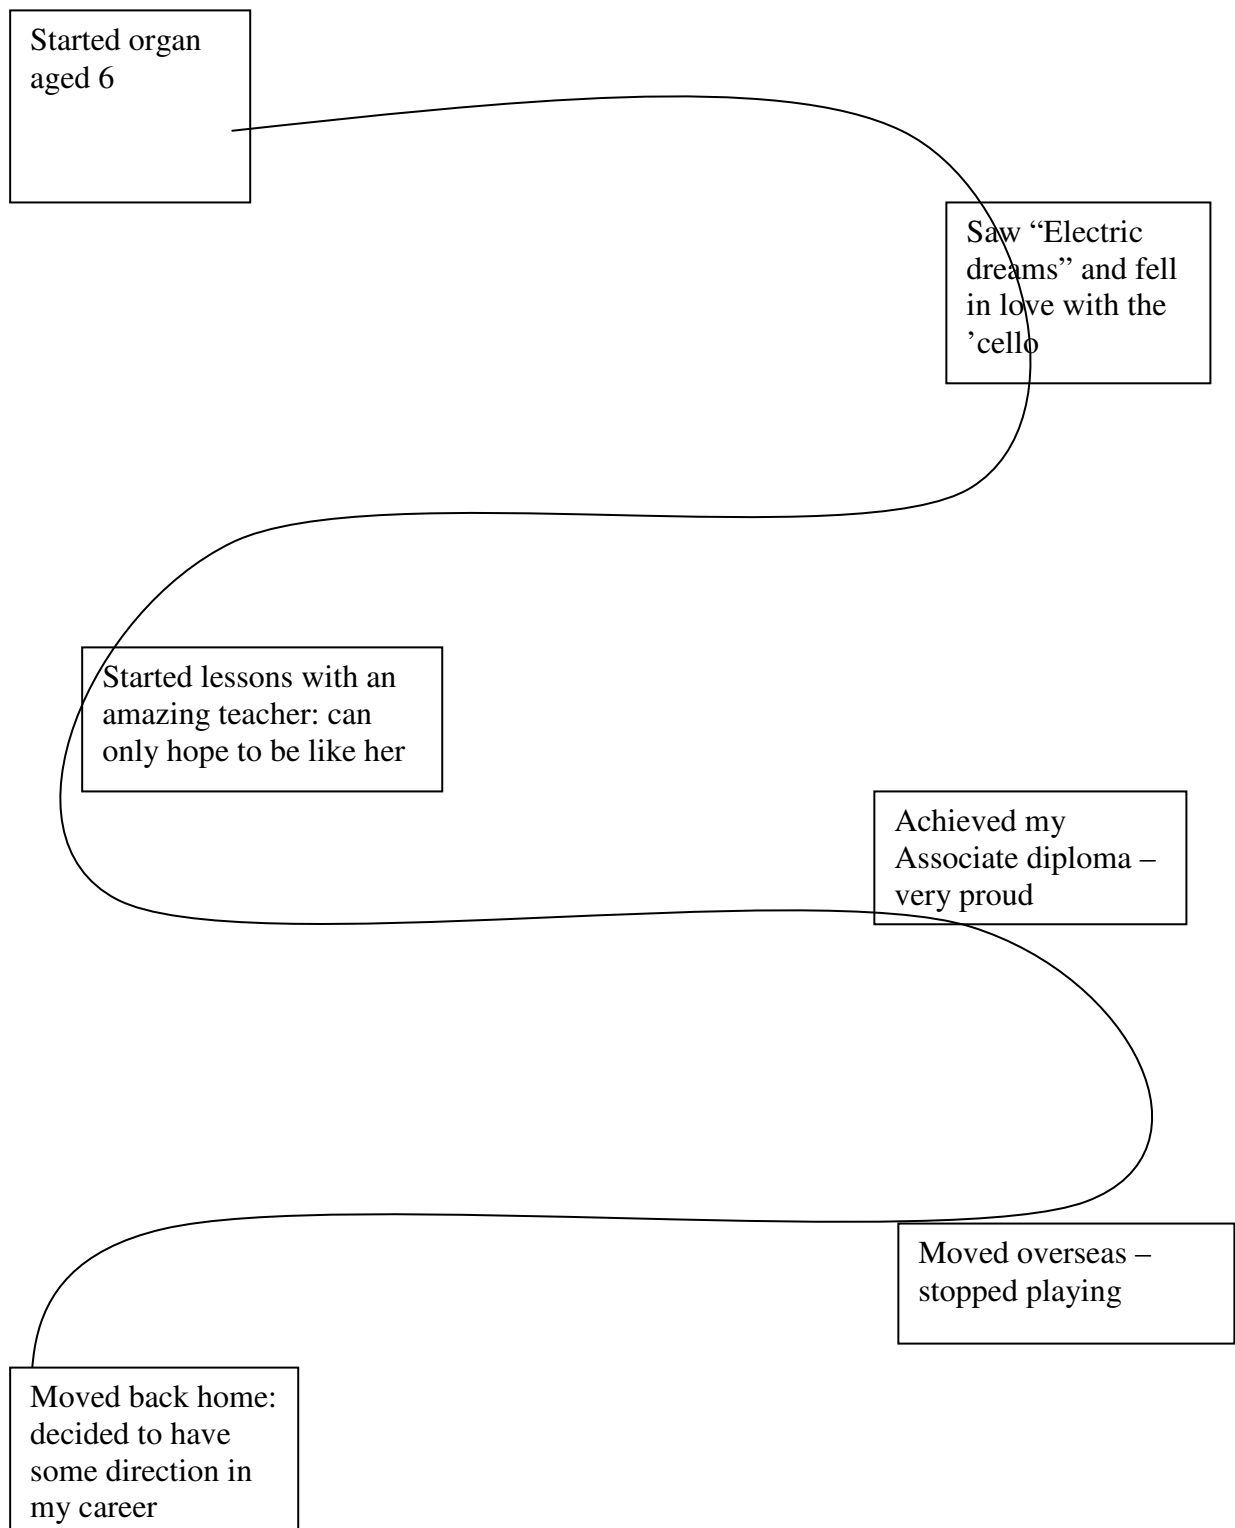 Started organ
aged 6
Saw “Electric
dreams” and fell
in love with the
’cello
Started lessons with an
amazing teacher: can
only hope to be like her
Achieved my
Associate diploma –
very proud
Moved overseas –
stopped playing
Moved back home:
decided to have
some direction in
my career